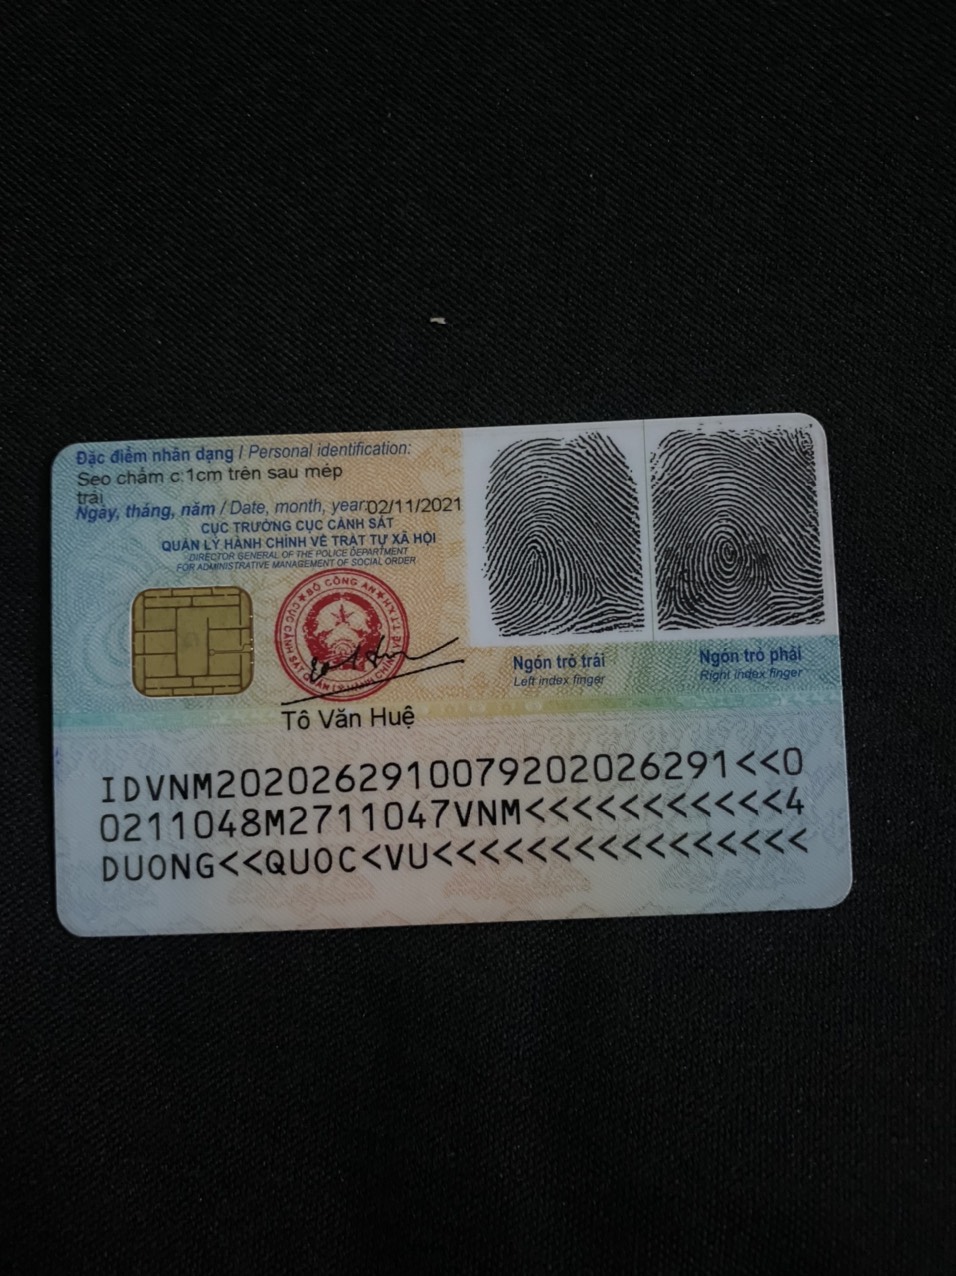 Đặc điểm nhân dạng / Personal identification:
Sẹo chấm c:1cm trên sau mép
trái
Ngày, tháng, năm / Date, month, year: 02/11/2021
CỤC TRƯỞNG CỤC CẢNH SÁT
QUẢN LÝ HÀNH CHÍNH VỀ TRẬT TỰ XÃ HỘI
DIRECTOR GENERAL OF THE POLICE DEPARTMENT
FOR ADMINISTRATIVE MANAGEMENT OF SOCIAL ORDER
BỘ CÔNG AN
Tô Văn Huệ
Ngón trỏ trái
Left index finger
Ngón trỏ phải
Right index finger
IDVNM2020262910079202026291<<0
0211048M2711047VNM<<<<<<<<<<<4
DUONG<<QUOC<VU<<<<<<<<<<<<<<<<